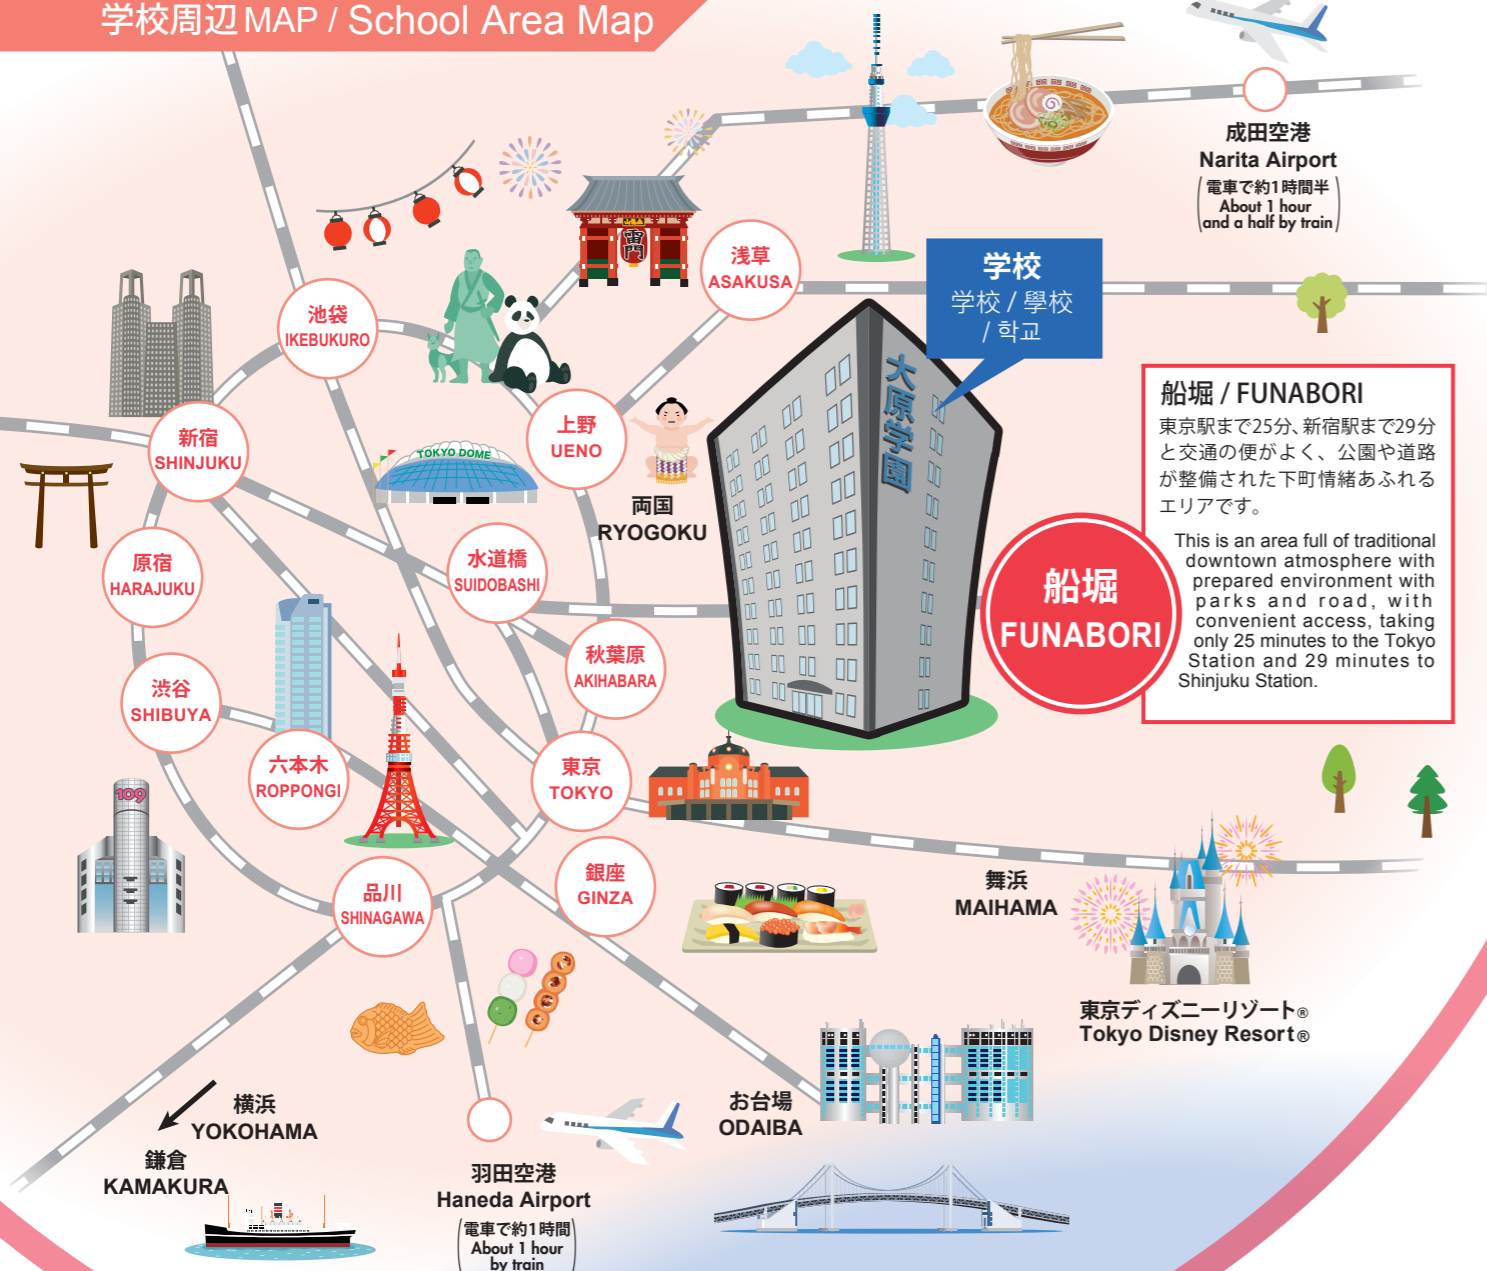 学校周辺 MAP / School Area Map
成田空港
Narita Airport
(電車で約1時間半
About 1 hour
and a half by train)
雷門
浅草
ASAKUSA
学校
学校 / 學校
/ 학교
池袋
IKEBUKURO
大原学園
船堀 / FUNABORI
東京駅まで25分、新宿駅まで29分
と交通の便がよく、公園や道路
が整備された下町情緒あふれる
エリアです。
This is an area full of traditional
downtown atmosphere with
prepared environment with
parks and road, with
convenient access, taking
only 25 minutes to the Tokyo
Station and 29 minutes to
Shinjuku Station.
上野
UENO
新宿
SHINJUKU
TOKYO DOME
両国
RYOGOKU
原宿
HARAJUKU
水道橋
SUIDOBASHI
船堀
FUNABORI
秋葉原
AKIHABARA
渋谷
SHIBUYA
六本木
ROPPONGI
東京
TOKYO
109
品川
SHINAGAWA
銀座
GINZA
舞浜
MAIHAMA
東京ディズニーリゾート®
Tokyo Disney Resort®
お台場
ODAIBA
横浜
YOKOHAMA
鎌倉
KAMAKURA
羽田空港
Haneda Airport
(電車で約1時間
About 1 hour
by train)